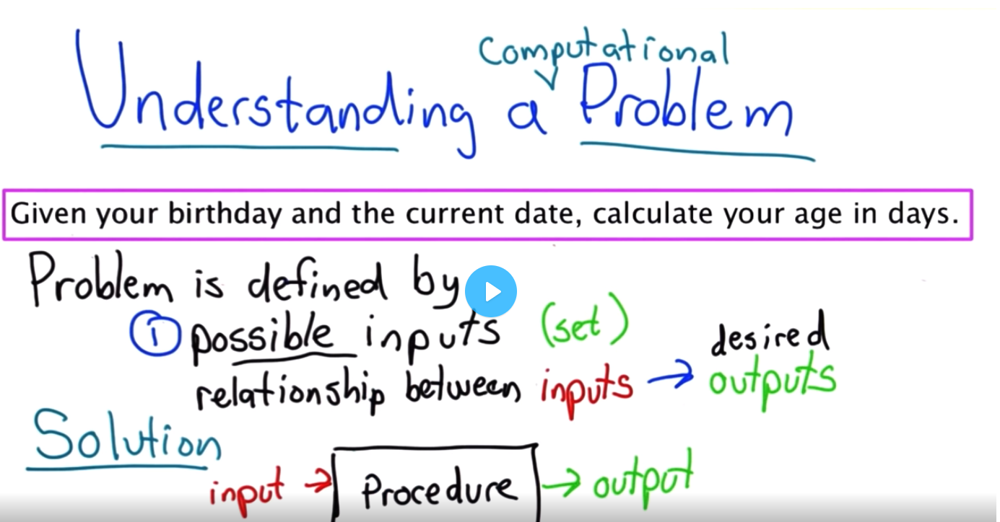 Computational
Understanding a Problem
Given your birthday and the current date, calculate your age in days.
Problem is defined by
① possible inputs (set) desired
relationship between inputs → outputs
Solution
input → Procedure → output